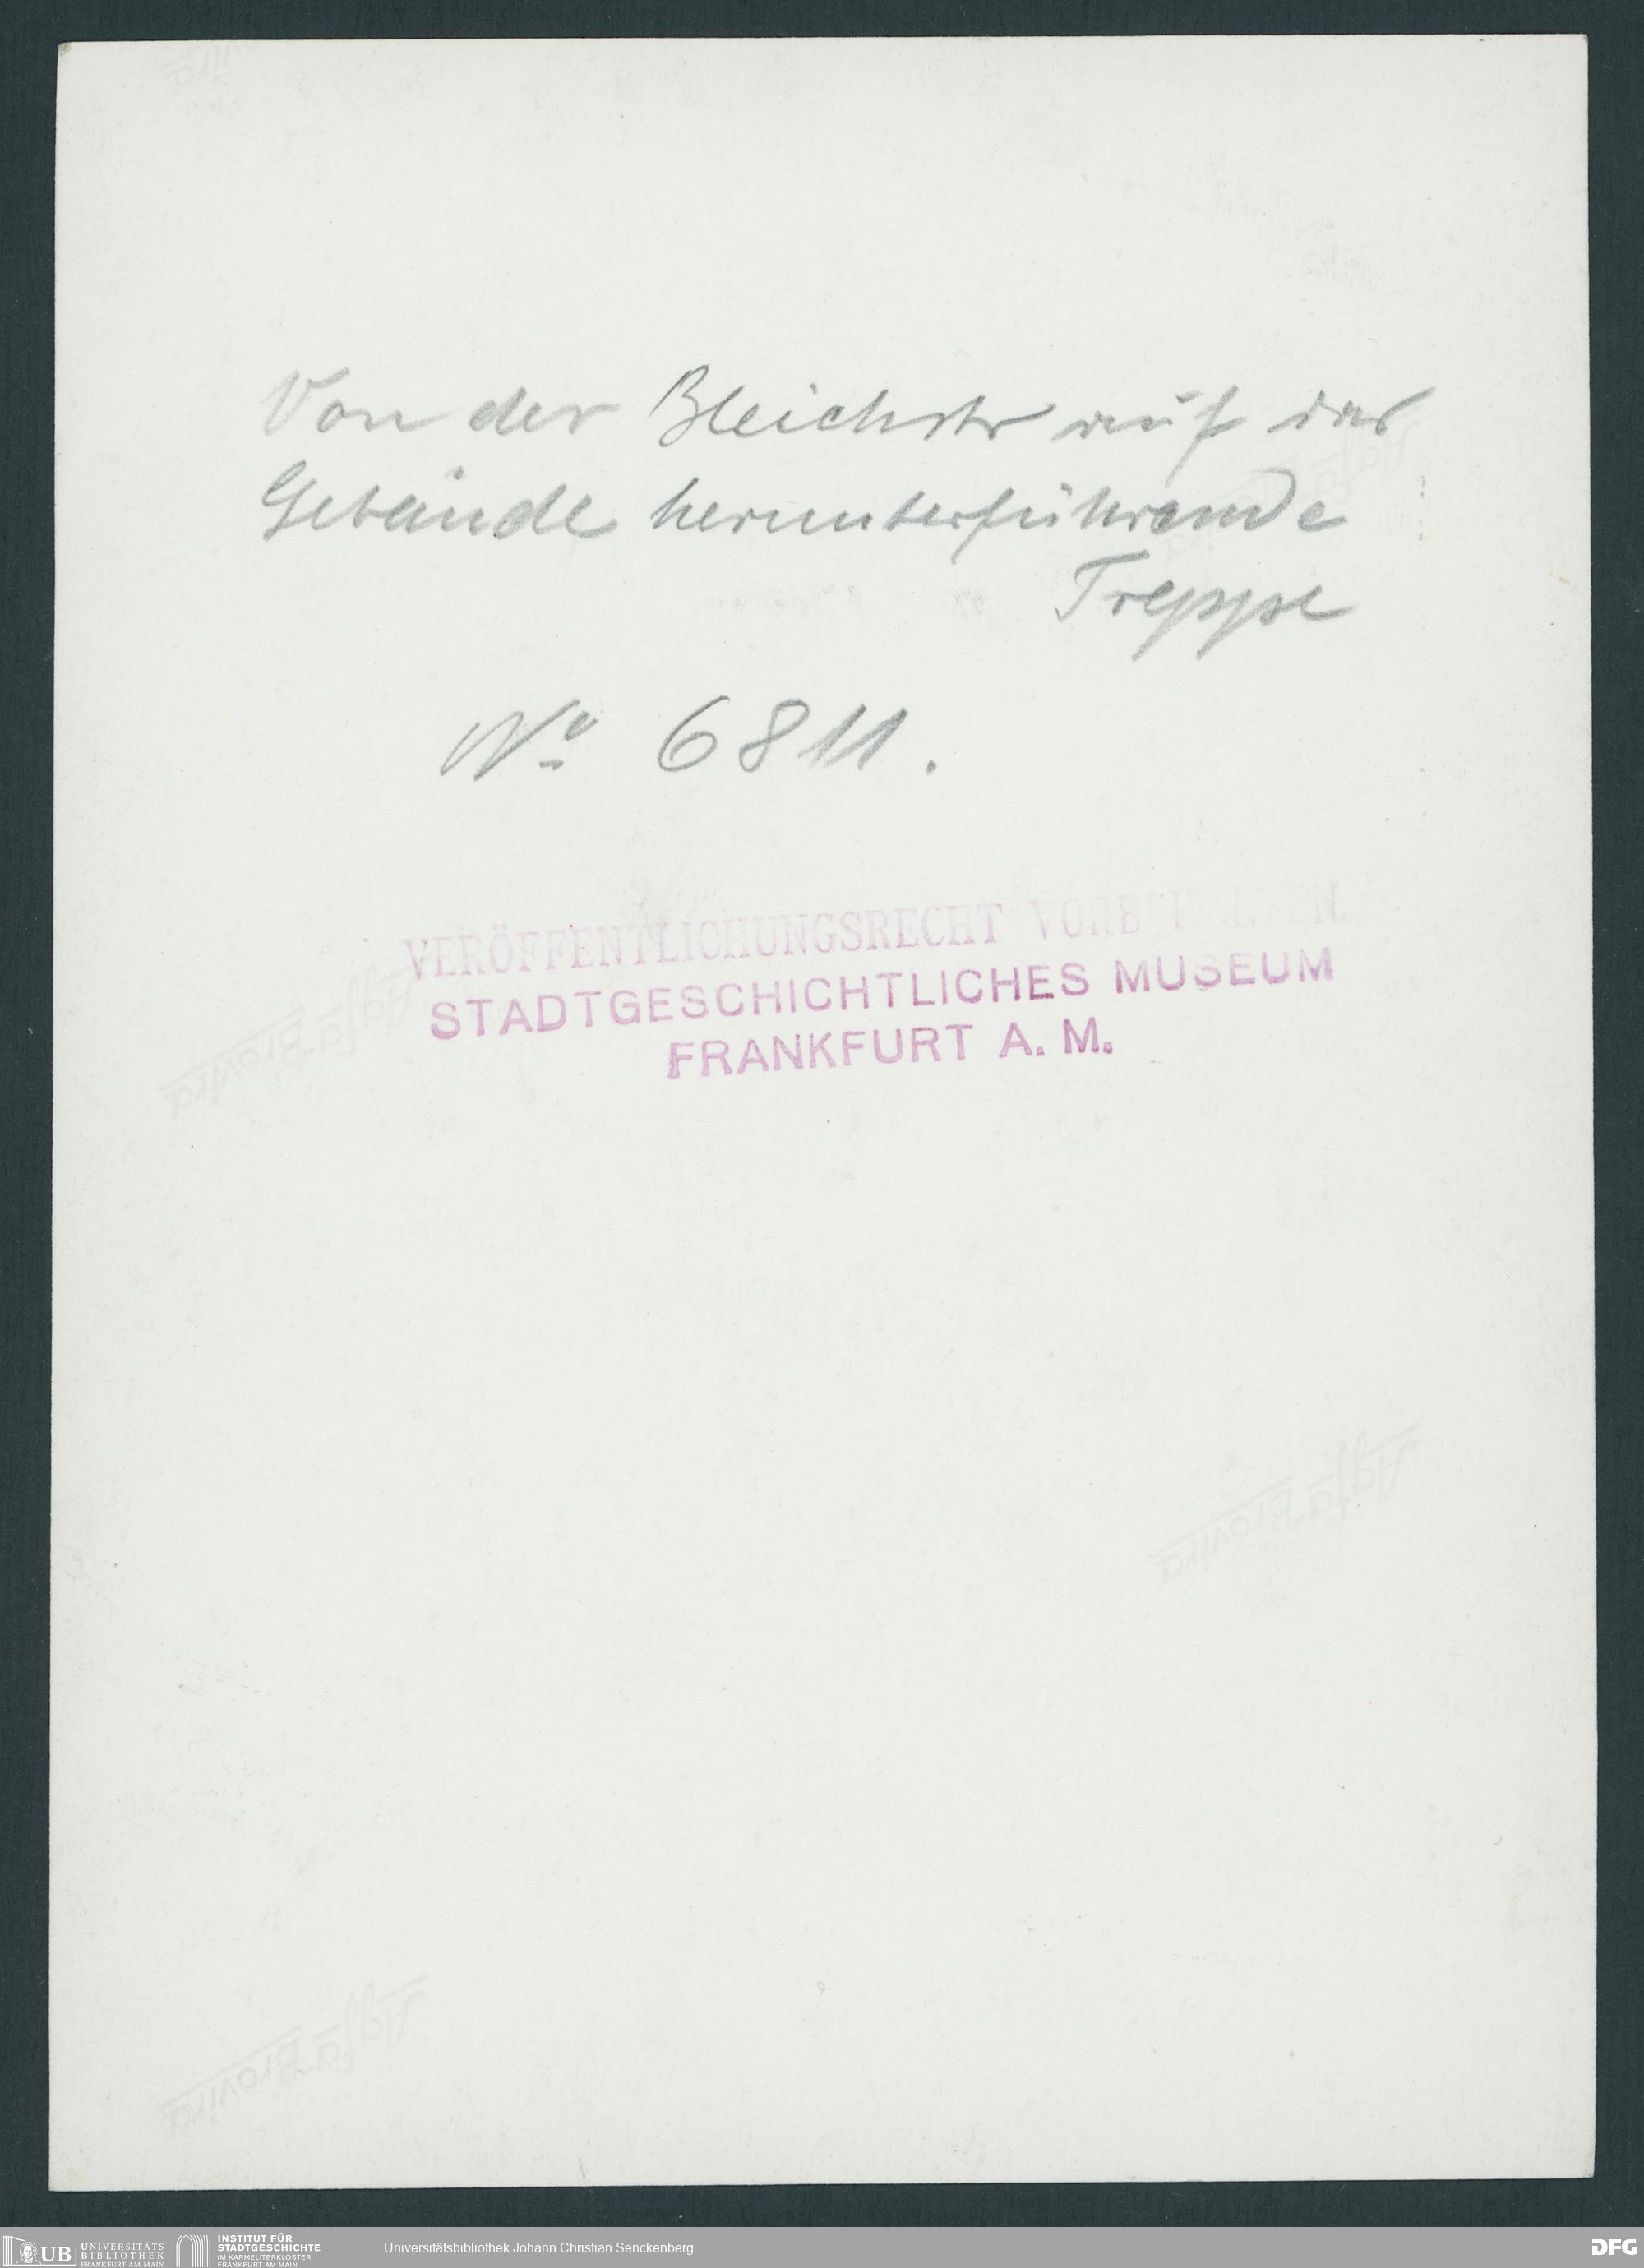 Von der Bleichstr auf das
Gebäude herunterführende
Treppe
No 6811.
VERÖFFENTLICHUNGSRECHT VORBEHALTEN
STADTGESCHICHTLICHES MUSEUM
FRANKFURT A. M.
Agfa-Brovira
Agfa-Brovira
Agfa-Brovira
UB UNIVERSITÄTS
BIBLIOTHEK
FRANKFURT AM MAIN
INSTITUT FÜR
STADTGESCHICHTE
IM KARMELITERKLOSTER
FRANKFURT AM MAIN
Universitätsbibliothek Johann Christian Senckenberg
DFG